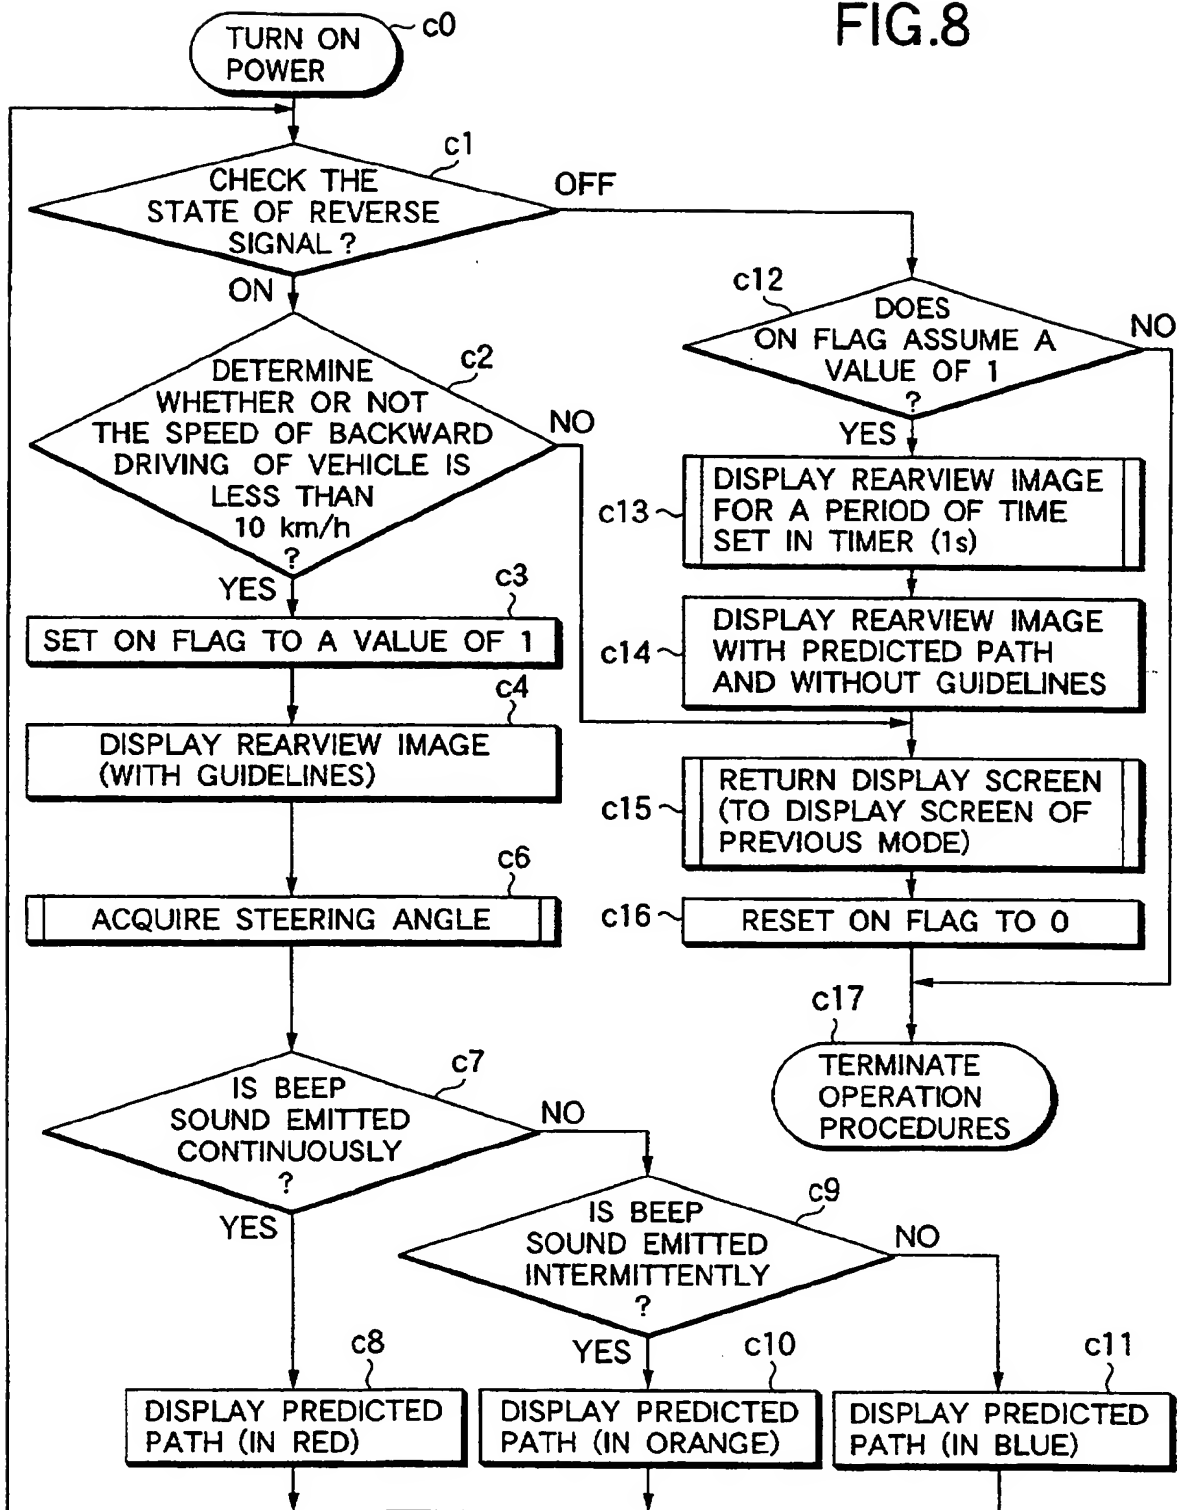 FIG.8
TURN ON
POWER
c0
c1
CHECK THE
STATE OF REVERSE
SIGNAL ?
OFF
ON
c2
DETERMINE
WHETHER OR NOT
THE SPEED OF BACKWARD
DRIVING OF VEHICLE IS
LESS THAN
10 km/h
?
NO
YES
c3
SET ON FLAG TO A VALUE OF 1
c4
DISPLAY REARVIEW IMAGE
(WITH GUIDELINES)
c6
ACQUIRE STEERING ANGLE
c12
DOES
ON FLAG ASSUME A
VALUE OF 1
?
NO
YES
c13
DISPLAY REARVIEW IMAGE
FOR A PERIOD OF TIME
SET IN TIMER (1s)
c14
DISPLAY REARVIEW IMAGE
WITH PREDICTED PATH
AND WITHOUT GUIDELINES
c15
RETURN DISPLAY SCREEN
(TO DISPLAY SCREEN OF
PREVIOUS MODE)
c16
RESET ON FLAG TO 0
c17
TERMINATE
OPERATION
PROCEDURES
c7
IS BEEP
SOUND EMITTED
CONTINUOUSLY
?
NO
YES
c9
IS BEEP
SOUND EMITTED
INTERMITTENTLY
?
NO
YES
c8
DISPLAY PREDICTED
PATH (IN RED)
c10
DISPLAY PREDICTED
PATH (IN ORANGE)
c11
DISPLAY PREDICTED
PATH (IN BLUE)